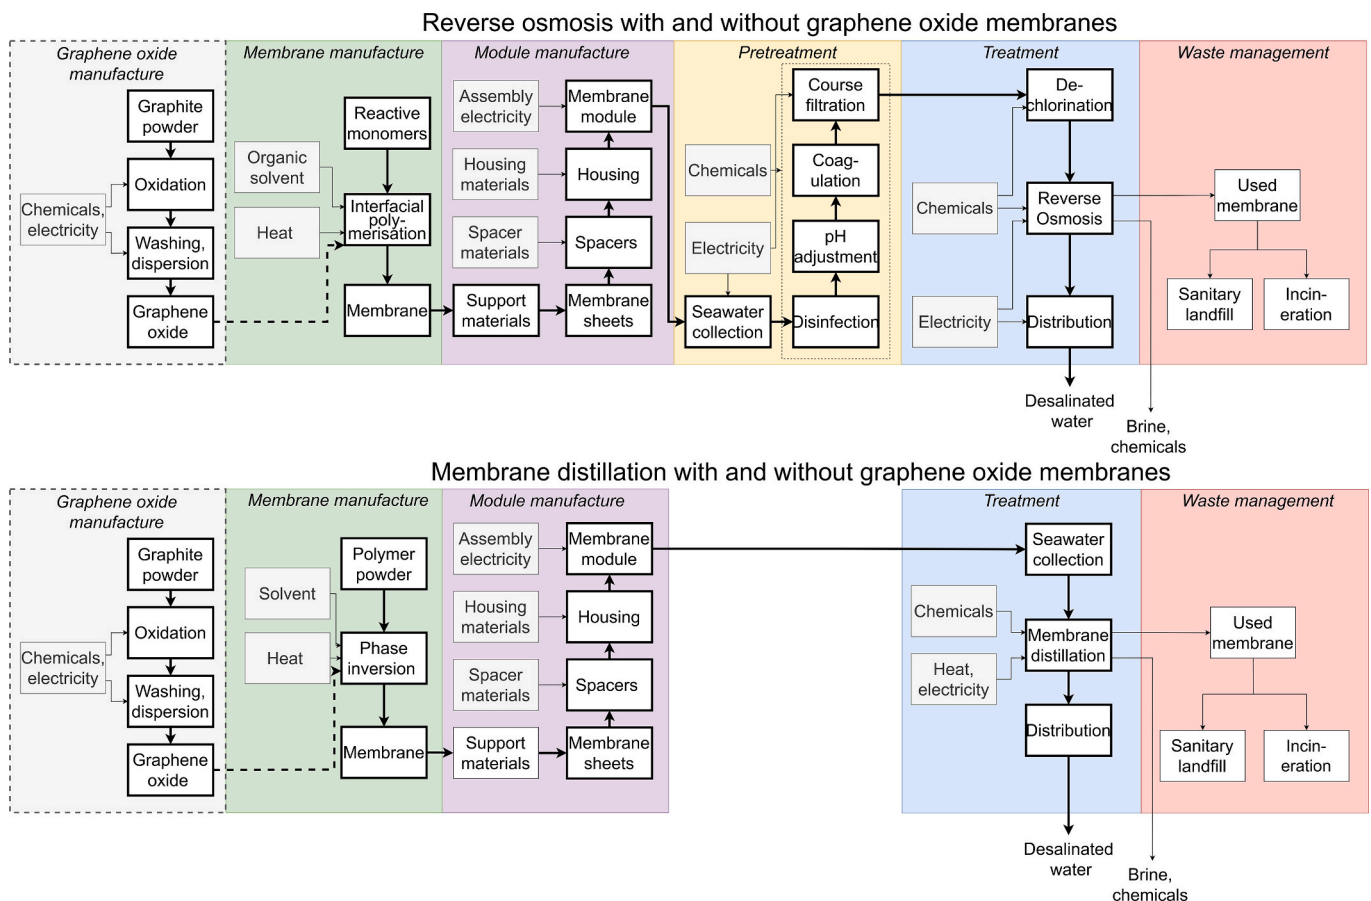 Reverse osmosis with and without graphene oxide membranes
Graphene oxide
manufacture
Graphite
powder
Oxidation
Chemicals,
electricity
Washing,
dispersion
Graphene
oxide
Membrane manufacture
Reactive
monomers
Organic
solvent
Heat
Interfacial
poly-
merisation
Membrane
Module manufacture
Assembly
electricity
Membrane
module
Housing
materials
Housing
Spacer
materials
Spacers
Support
materials
Membrane
sheets
Pretreatment
Course
filtration
Chemicals
Coag-
ulation
Electricity
pH
adjustment
Seawater
collection
Disinfection
Treatment
De-
chlorination
Chemicals
Reverse
Osmosis
Electricity
Distribution
Desalinated
water
Waste management
Used
membrane
Sanitary
landfill
Incin-
eration
Brine,
chemicals
Membrane distillation with and without graphene oxide membranes
Graphene oxide
manufacture
Graphite
powder
Oxidation
Chemicals,
electricity
Washing,
dispersion
Graphene
oxide
Membrane manufacture
Polymer
powder
Solvent
Heat
Phase
inversion
Membrane
Module manufacture
Assembly
electricity
Membrane
module
Housing
materials
Housing
Spacer
materials
Spacers
Support
materials
Membrane
sheets
Treatment
Seawater
collection
Chemicals
Membrane
distillation
Heat,
electricity
Distribution
Desalinated
water
Waste management
Used
membrane
Sanitary
landfill
Incin-
eration
Brine,
chemicals